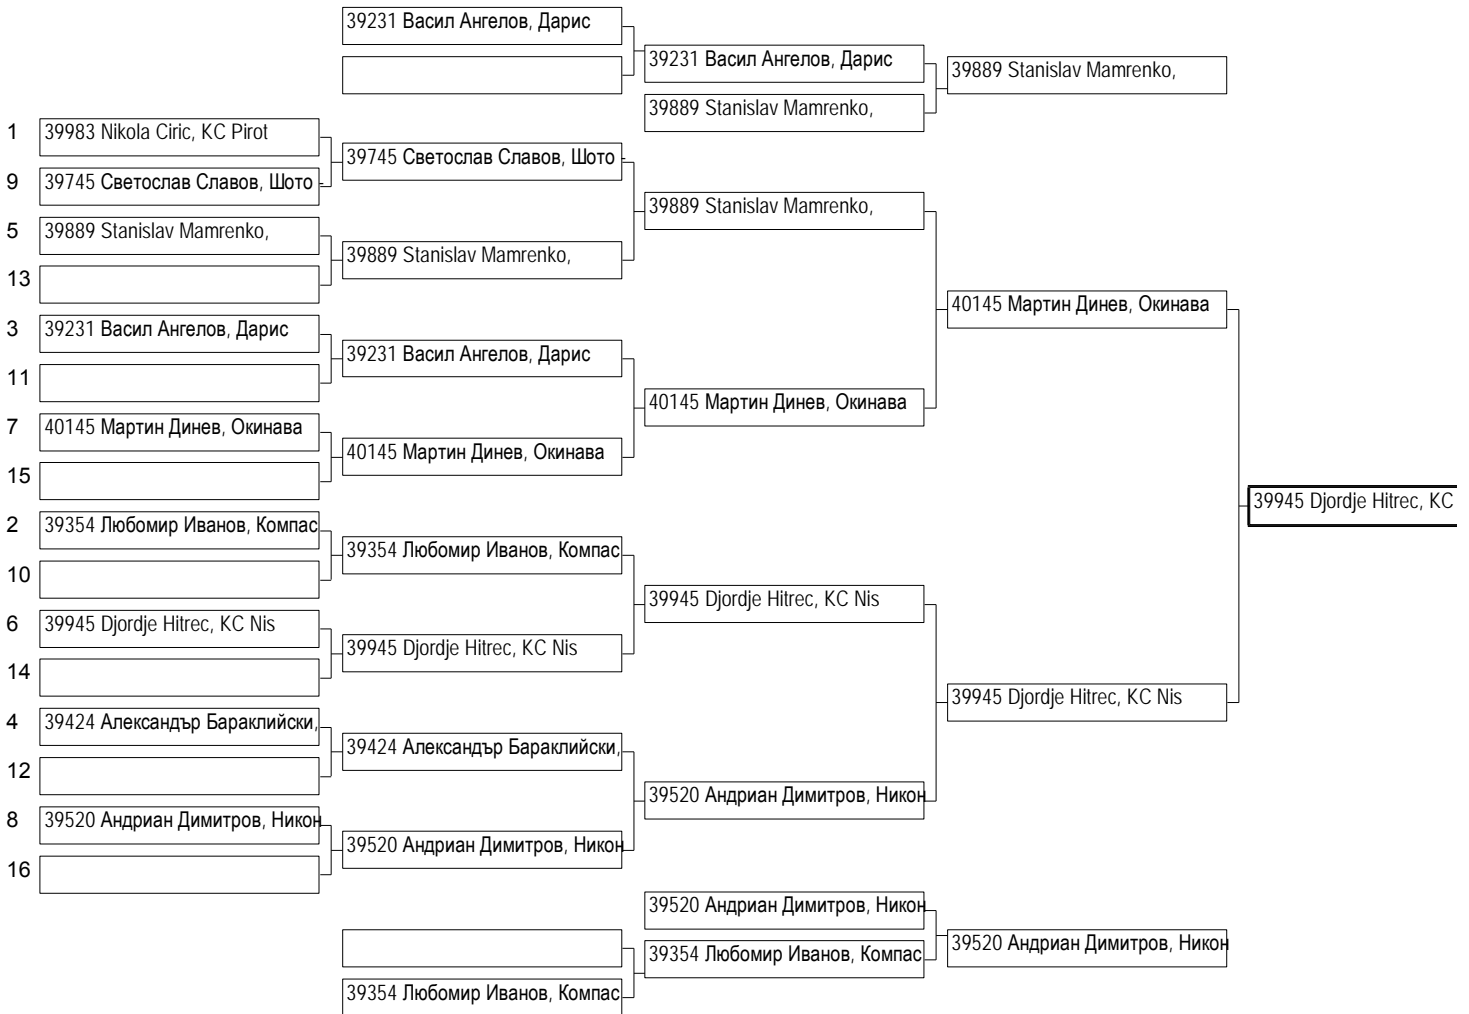 39231 Васил Ангелов, Дарис
39231 Васил Ангелов, Дарис
39889 Stanislav Mamrenko,
39889 Stanislav Mamrenko,
1 39983 Nikola Ciric, KC Pirot
39745 Светослав Славов, Шото -
9 39745 Светослав Славов, Шото -
39889 Stanislav Mamrenko,
5 39889 Stanislav Mamrenko,
39889 Stanislav Mamrenko,
13
40145 Мартин Динев, Окинава
3 39231 Васил Ангелов, Дарис
39231 Васил Ангелов, Дарис
11
40145 Мартин Динев, Окинава
7 40145 Мартин Динев, Окинава
40145 Мартин Динев, Окинава
15
39945 Djordje Hitrec, KC
2 39354 Любомир Иванов, Компас
39354 Любомир Иванов, Компас
10
39945 Djordje Hitrec, KC Nis
6 39945 Djordje Hitrec, KC Nis
39945 Djordje Hitrec, KC Nis
14
39945 Djordje Hitrec, KC Nis
4 39424 Александър Бараклийски,
39424 Александър Бараклийски,
12
39520 Андриан Димитров, Никон
8 39520 Андриан Димитров, Никон
39520 Андриан Димитров, Никон
16
39520 Андриан Димитров, Никон
39354 Любомир Иванов, Компас
39520 Андриан Димитров, Никон
39354 Любомир Иванов, Компас